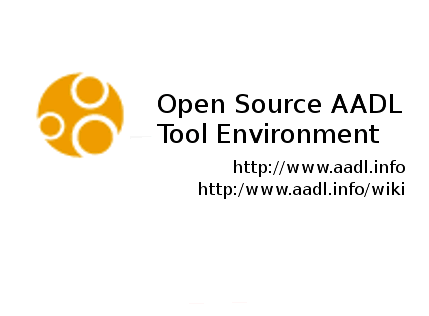 Open Source AADL
Tool Environment
http://www.aadl.info
http:/www.aadl.info/wiki